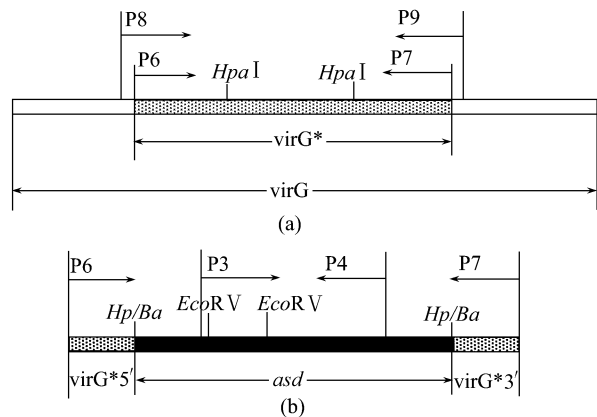 P8 P9
P6 HpaⅠ HpaⅠ P7
virG*
virG
(a)
P6 P3 P4 P7
Hp/Ba EcoRⅤ EcoRⅤ Hp/Ba
virG*5′ asd virG*3′
(b)